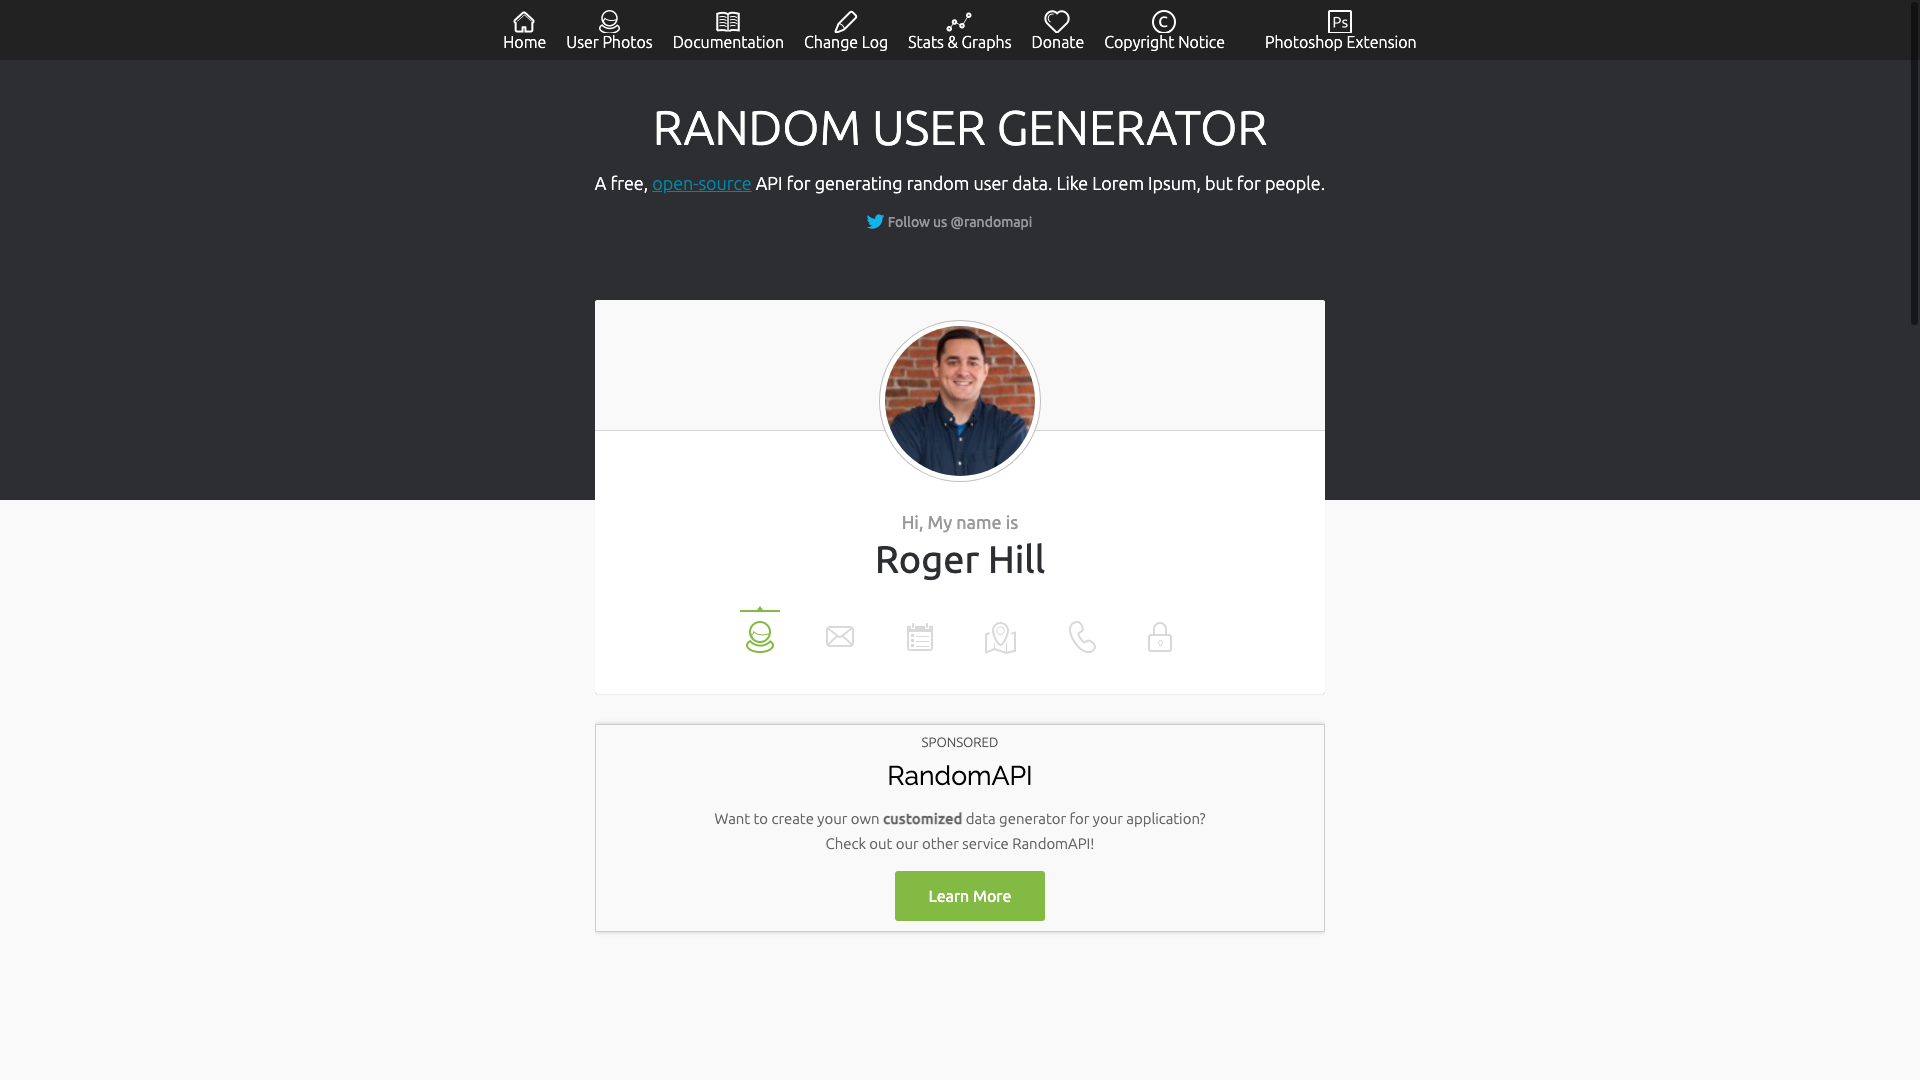 Home
User Photos
Documentation
Change Log
Stats & Graphs
Donate
Copyright Notice
Ps
Photoshop Extension
RANDOM USER GENERATOR
A free, open-source API for generating random user data. Like Lorem Ipsum, but for people.
Follow us @randomapi
Hi, My name is
Roger Hill
SPONSORED
RandomAPI
Want to create your own customized data generator for your application?
Check out our other service RandomAPI!
Learn More